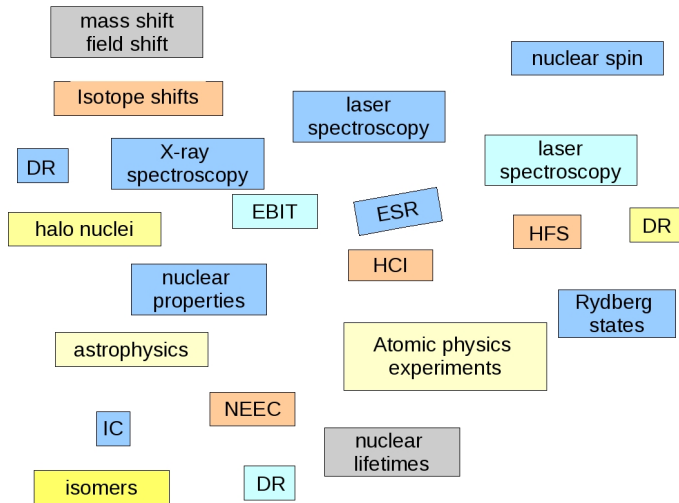 mass shift
field shift
nuclear spin
Isotope shifts
laser
spectroscopy
DR
X-ray
spectroscopy
laser
spectroscopy
EBIT
ESR
halo nuclei
HFS
DR
HCI
nuclear
properties
Rydberg
states
astrophysics
Atomic physics
experiments
NEEC
IC
nuclear
lifetimes
isomers
DR